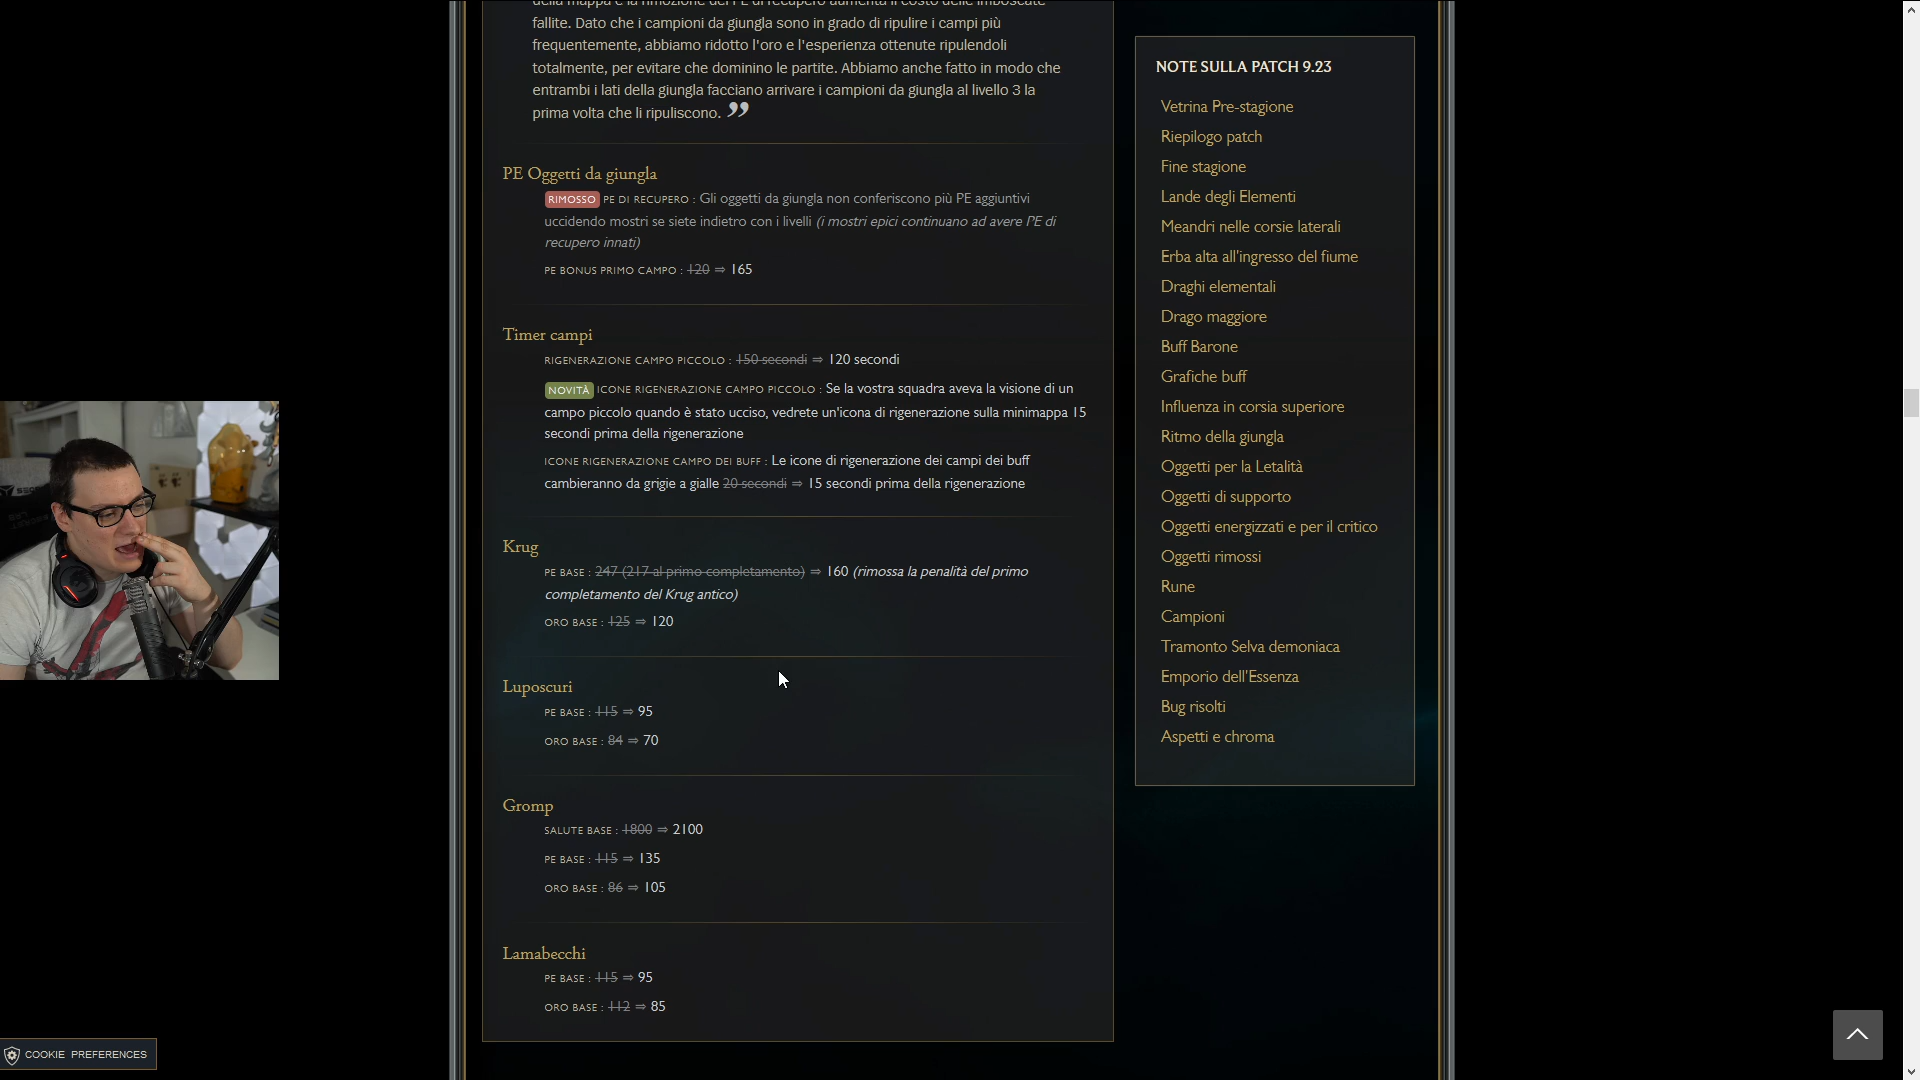 fallite. Dato che i campioni da giungla sono in grado di ripulire i campi più
frequentemente, abbiamo ridotto l'oro e l'esperienza ottenute ripulendoli
totalmente, per evitare che dominino le partite. Abbiamo anche fatto in modo che
entrambi i lati della giungla facciano arrivare i campioni da giungla al livello 3 la
prima volta che li ripuliscono. ”
PE Oggetti da giungla
RIMOSSO PE DI RECUPERO : Gli oggetti da giungla non conferiscono più PE aggiuntivi
uccidendo mostri se siete indietro con i livelli (i mostri epici continuano ad avere PE di
recupero innati)
PE BONUS PRIMO CAMPO : 120 ⇒ 165
Timer campi
RIGENERAZIONE CAMPO PICCOLO : 150 secondi ⇒ 120 secondi
NOVITÀ ICONE RIGENERAZIONE CAMPO PICCOLO : Se la vostra squadra aveva la visione di un
campo piccolo quando è stato ucciso, vedrete un'icona di rigenerazione sulla minimappa 15
secondi prima della rigenerazione
ICONE RIGENERAZIONE CAMPO DEI BUFF : Le icone di rigenerazione dei campi dei buff
cambieranno da grigie a gialle 20 secondi ⇒ 15 secondi prima della rigenerazione
Krug
PE BASE : 247 (217 al primo completamento) ⇒ 160 (rimossa la penalità del primo
completamento del Krug antico)
ORO BASE : 125 ⇒ 120
Luposcuri
PE BASE : 115 ⇒ 95
ORO BASE : 84 ⇒ 70
Gromp
SALUTE BASE : 1800 ⇒ 2100
PE BASE : 115 ⇒ 135
ORO BASE : 86 ⇒ 105
Lamabecchi
PE BASE : 115 ⇒ 95
ORO BASE : 112 ⇒ 85
NOTE SULLA PATCH 9.23
Vetrina Pre-stagione
Riepilogo patch
Fine stagione
Lande degli Elementi
Meandri nelle corsie laterali
Erba alta all'ingresso del fiume
Draghi elementali
Drago maggiore
Buff Barone
Grafiche buff
Influenza in corsia superiore
Ritmo della giungla
Oggetti per la Letalità
Oggetti di supporto
Oggetti energizzati e per il critico
Oggetti rimossi
Rune
Campioni
Tramonto Selva demoniaca
Emporio dell'Essenza
Bug risolti
Aspetti e chroma
COOKIE PREFERENCES